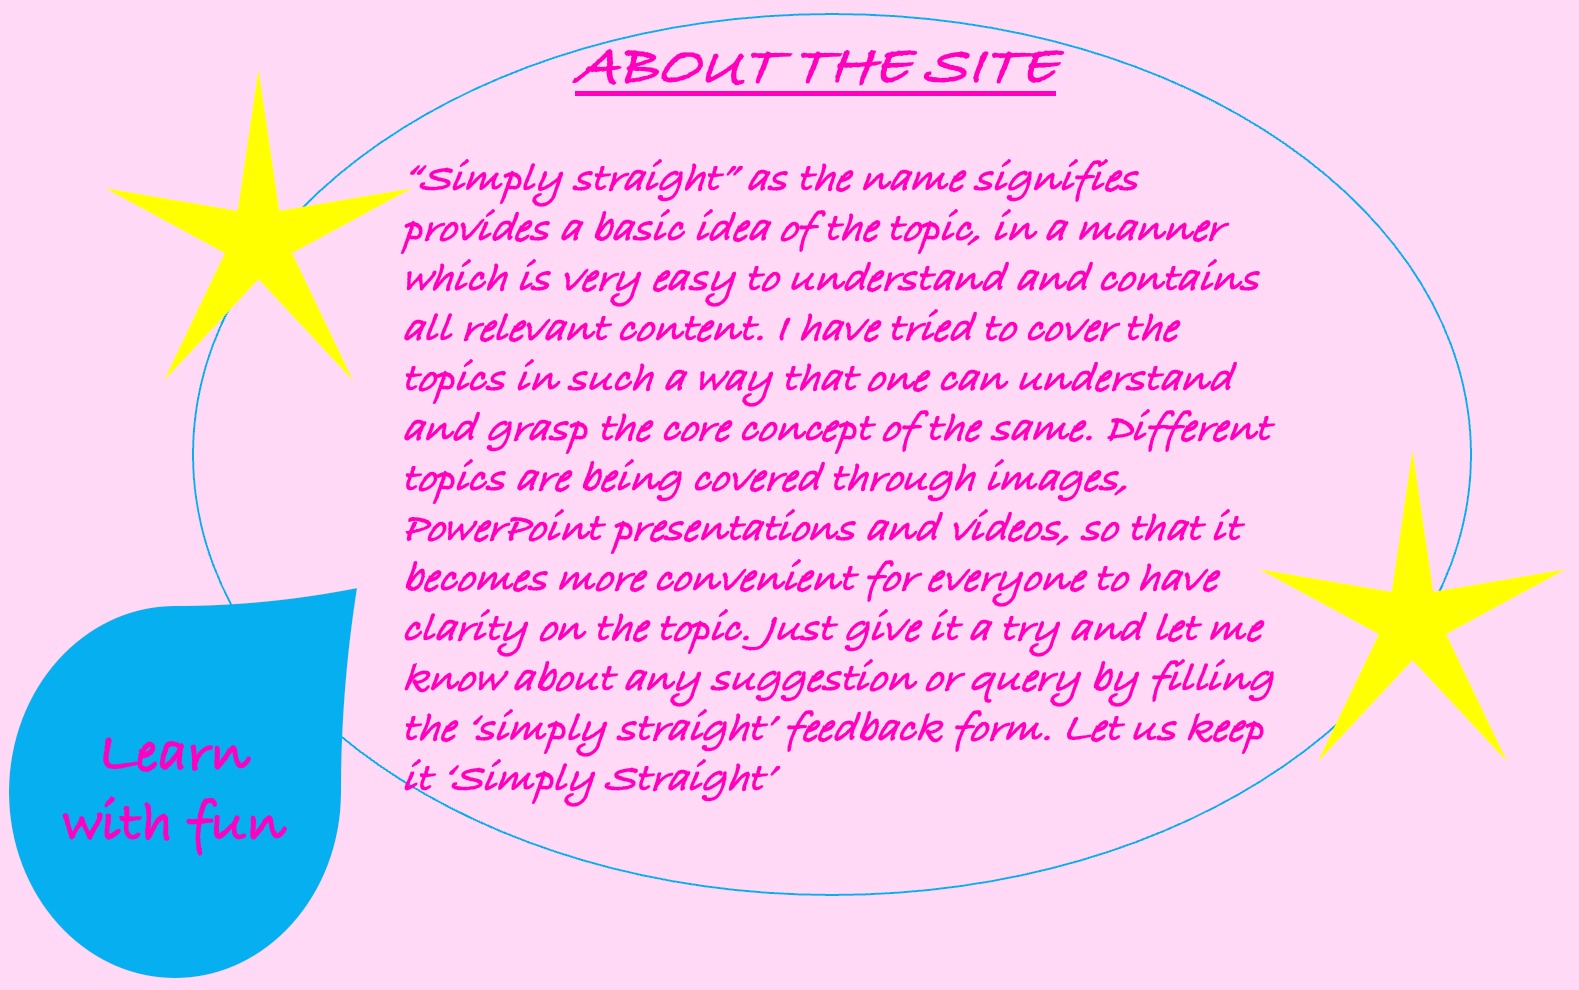 ABOUT THE SITE
“Simply straight” as the name signifies
provides a basic idea of the topic, in a manner
which is very easy to understand and contains
all relevant content. I have tried to cover the
topics in such a way that one can understand
and grasp the core concept of the same. Different
topics are being covered through images,
PowerPoint presentations and videos, so that it
becomes more convenient for everyone to have
clarity on the topic. Just give it a try and let me
know about any suggestion or query by filling
the ‘simply straight’ feedback form. Let us keep
it ‘Simply Straight’
Learn
with fun